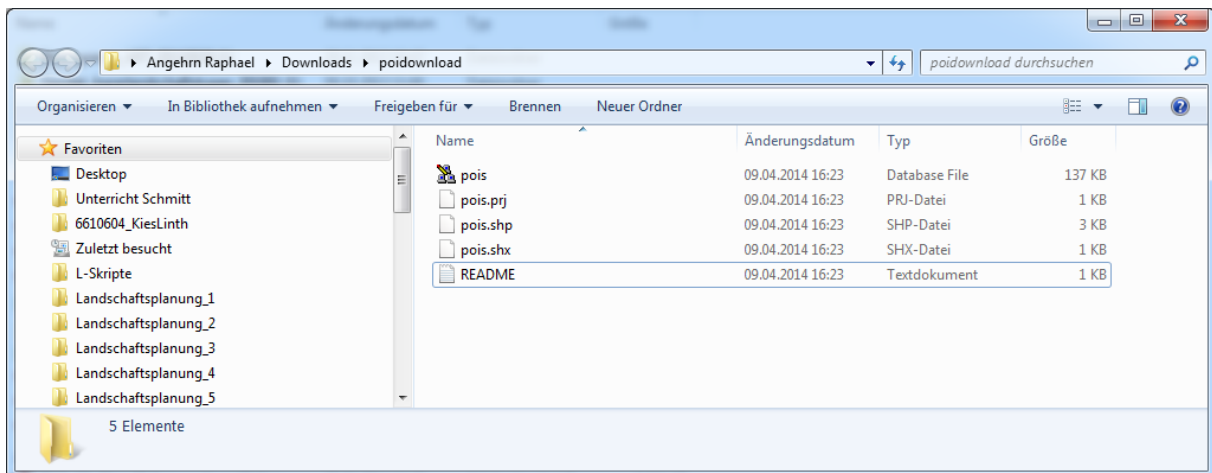 Angehrn Raphael ▸ Downloads ▸ poidownload
poidownload durchsuchen
Organisieren In Bibliothek aufnehmen Freigeben für Brennen Neuer Ordner
Favoriten
Desktop
Unterricht Schmitt
6610604_KiesLinth
Zuletzt besucht
L-Skripte
Landschaftsplanung_1
Landschaftsplanung_2
Landschaftsplanung_3
Landschaftsplanung_4
Landschaftsplanung_5
Name Änderungsdatum Typ Größe
pois 09.04.2014 16:23 Database File 137 KB
pois.prj 09.04.2014 16:23 PRJ-Datei 1 KB
pois.shp 09.04.2014 16:23 SHP-Datei 3 KB
pois.shx 09.04.2014 16:23 SHX-Datei 1 KB
README 09.04.2014 16:23 Textdokument 1 KB
5 Elemente